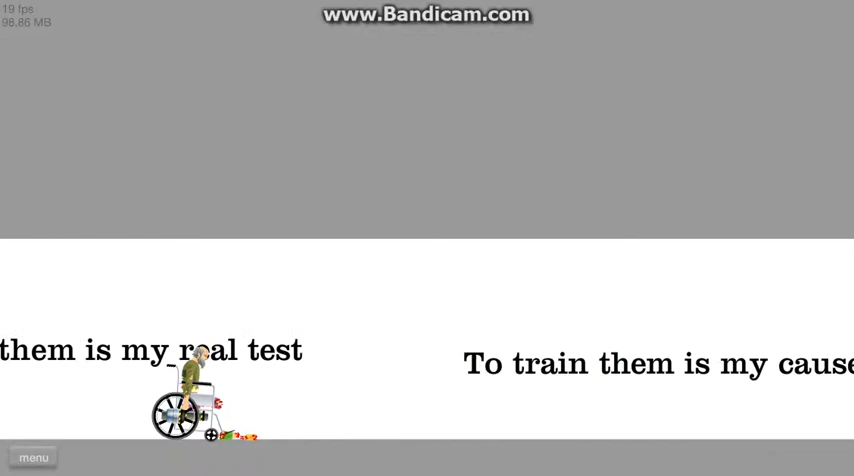 19 fps
98.86 MB
www.Bandicam.com
them is my real test
To train them is my cause
menu